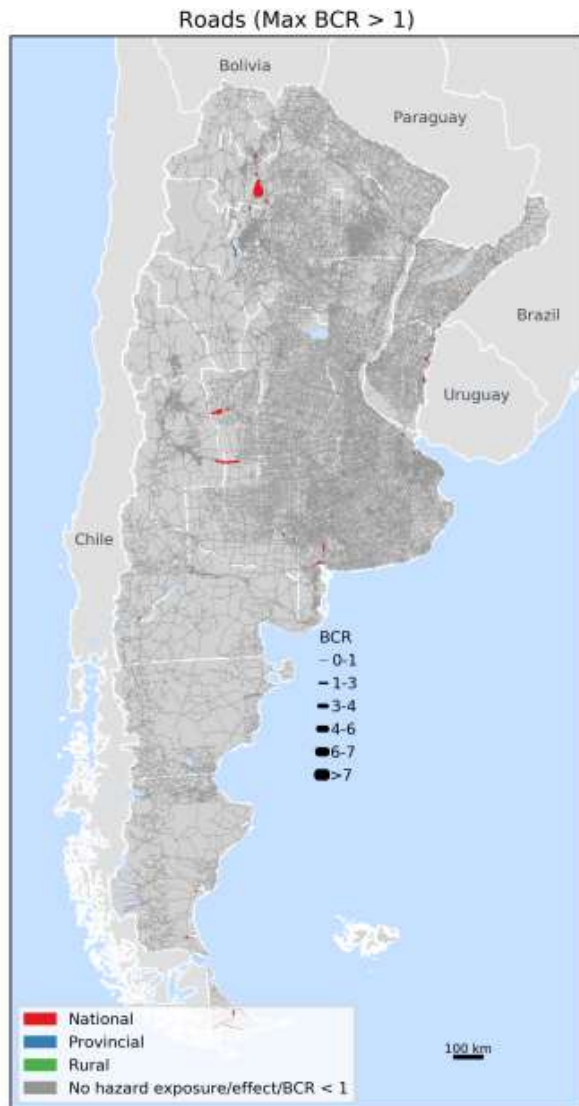 Roads (Max BCR > 1)
Bolivia
Paraguay
Brazil
Uruguay
Chile
BCR
0-1
1-3
3-4
4-6
6-7
>7
National
Provincial
Rural
No hazard exposure/effect/BCR < 1
100 km